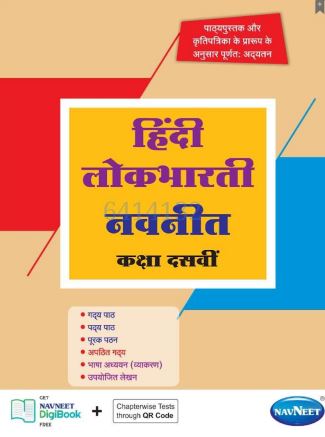 पाठ्यपुस्तक और
कृतिपत्रिका के प्रारूप के
अनुसार पूर्णतः अद्यतन
हिंदी
लोकभारती
नवनीत
कक्षा दसवीं
• गद्य पाठ
• पद्य पाठ
• पूरक पठन
• अपठित गद्य
• भाषा अध्ययन (व्याकरण)
• उपयोजित लेखन
GET
NAVNEET
DigiBook
FREE
+
Chapterwise Tests
through QR Code
NAVNEET
®